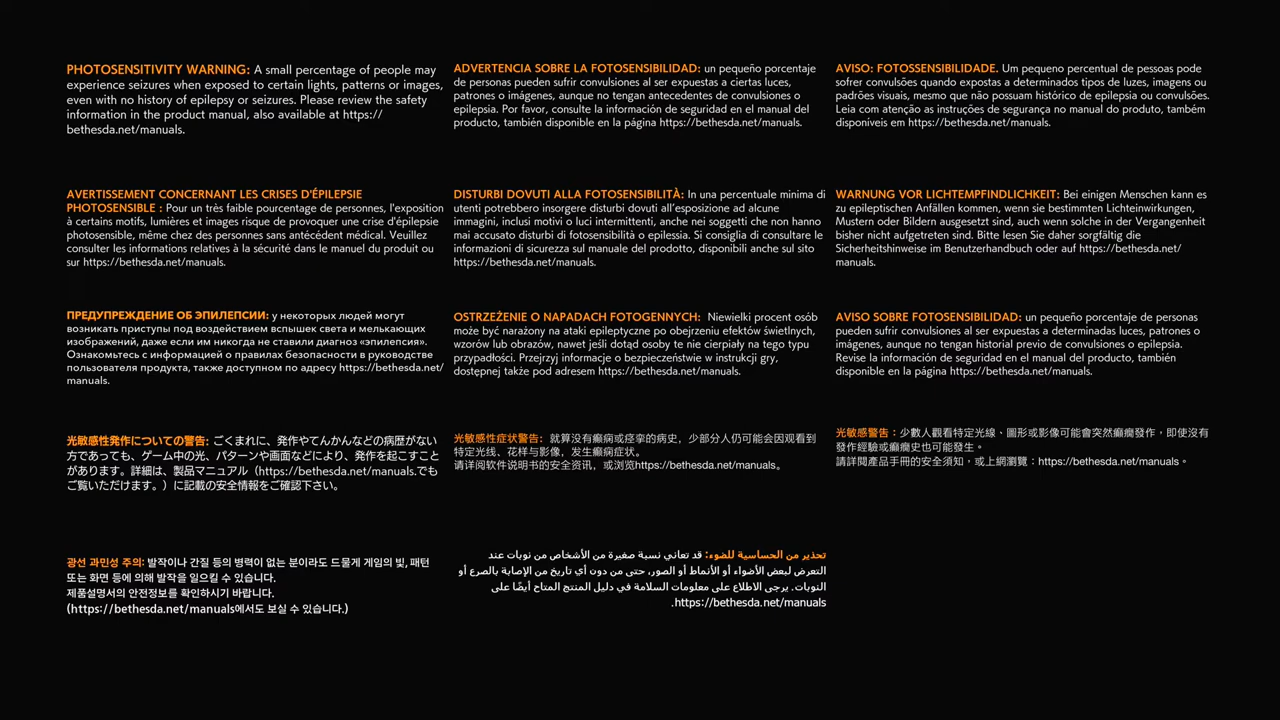 PHOTOSENSITIVITY WARNING: A small percentage of people may
experience seizures when exposed to certain lights, patterns or images,
even with no history of epilepsy or seizures. Please review the safety
information in the product manual, also available at https://
bethesda.net/manuals.
ADVERTENCIA SOBRE LA FOTOSENSIBILIDAD: un pequeño porcentaje
de personas pueden sufrir convulsiones al ser expuestas a ciertas luces,
patrones o imágenes, aunque no tengan antecedentes de convulsiones o
epilepsia. Por favor, consulte la información de seguridad en el manual del
producto, también disponible en la página https://bethesda.net/manuals.
AVISO: FOTOSSENSIBILIDADE. Um pequeno percentual de pessoas pode
sofrer convulsões quando expostas a determinados tipos de luzes, imagens ou
padrões visuais, mesmo que não possuam histórico de epilepsia ou convulsões.
Leia com atenção as instruções de segurança no manual do produto, também
disponíveis em https://bethesda.net/manuals.
AVERTISSEMENT CONCERNANT LES CRISES D'ÉPILEPSIE
PHOTOSENSIBLE : Pour un très faible pourcentage de personnes, l'exposition
à certains motifs, lumières et images risque de provoquer une crise d'épilepsie
photosensible, même chez des personnes sans antécédent médical. Veuillez
consulter les informations relatives à la sécurité dans le manuel du produit ou
sur https://bethesda.net/manuals.
DISTURBI DOVUTI ALLA FOTOSENSIBILITÀ: In una percentuale minima di
utenti potrebbero insorgere disturbi dovuti all'esposizione ad alcune
immagini, inclusi motivi o luci intermittenti, anche nei soggetti che non hanno
mai accusato disturbi di fotosensibilità o epilessia. Si consiglia di consultare le
informazioni di sicurezza sul manuale del prodotto, disponibili anche sul sito
https://bethesda.net/manuals.
WARNUNG VOR LICHTEMPFINDLICHKEIT: Bei einigen Menschen kann es
zu epileptischen Anfällen kommen, wenn sie bestimmten Lichteinwirkungen,
Mustern oder Bildern ausgesetzt sind, auch wenn solche in der Vergangenheit
bisher nicht aufgetreten sind. Bitte lesen Sie daher sorgfältig die
Sicherheitshinweise im Benutzerhandbuch oder auf https://bethesda.net/
manuals.
ПРЕДУПРЕЖДЕНИЕ ОБ ЭПИЛЕПСИИ: у некоторых людей могут
возникать приступы под воздействием вспышек света и мелькающих
изображений, даже если им никогда не ставили диагноз «эпилепсия».
Ознакомьтесь с информацией о правилах безопасности в руководстве
пользователя продукта, также доступном по адресу https://bethesda.net/
manuals.
OSTRZEŻENIE O NAPADACH FOTOGENNYCH: Niewielki procent osób
może być narażony na ataki epileptyczne po obejrzeniu efektów świetlnych,
wzorów lub obrazów, nawet jeśli dotąd osoby te nie cierpiały na tego typu
przypadłości. Przejrzyj informacje o bezpieczeństwie w instrukcji gry,
dostępnej także pod adresem https://bethesda.net/manuals.
AVISO SOBRE FOTOSENSIBILIDAD: un pequeño porcentaje de personas
pueden sufrir convulsiones al ser expuestas a determinadas luces, patrones o
imágenes, aunque no tengan historial previo de convulsiones o epilepsia.
Revise la información de seguridad en el manual del producto, también
disponible en la página https://bethesda.net/manuals.
光敏感性発作についての警告: ごくまれに、発作やてんかんなどの病歴がない
方であっても、ゲーム中の光、パターンや画面などにより、発作を起こすこと
があります。詳細は、製品マニュアル（https://bethesda.net/manuals.でも
ご覧いただけます。）に記載の安全情報をご確認下さい。
光敏感性症状警告：就算没有癫痫或痉挛的病史，少部分人仍可能会因观看到
特定光线、花样与影像，发生癫痫症状。
请详阅软件说明书的安全资讯，或浏览https://bethesda.net/manuals。
光敏感警告：少數人觀看特定光線、圖形或影像可能會突然癲癇發作，即使沒有
發作經驗或癲癇病史也可能發生。
請詳閱產品手冊的安全須知，或上網瀏覽：https://bethesda.net/manuals。
광선 과민성 주의: 발작이나 간질 등의 병력이 없는 분이라도 드물게 게임의 빛, 패턴
또는 화면 등에 의해 발작을 일으킬 수 있습니다.
제품설명서의 안전정보를 확인하시기 바랍니다.
(https://bethesda.net/manuals에서도 보실 수 있습니다.)
تحذير من الحساسية للضوء: قد تعاني نسبة صغيرة من الأشخاص من نوبات عند
التعرض لبعض الأضواء أو الأنماط أو الصور، حتى من دون أي تاريخ من الإصابة بالصرع أو
النوبات. يرجى الاطلاع على معلومات السلامة في دليل المنتج المتاح أيضًا على
https://bethesda.net/manuals.